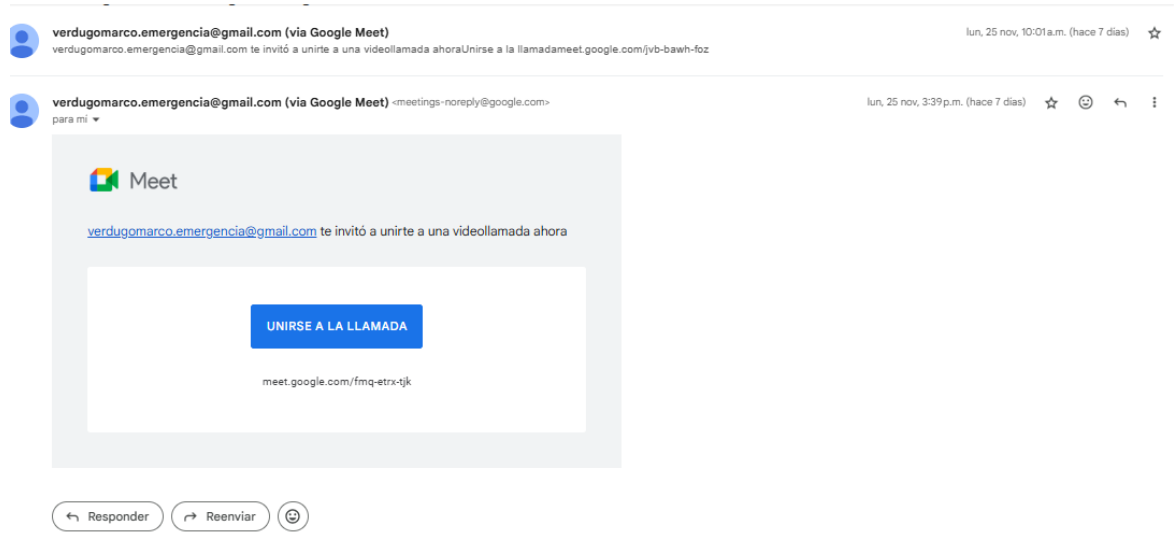 verdugomarco.emergencia@gmail.com (via Google Meet) lun, 25 nov, 10:01 a.m. (hace 7 días)
verdugomarco.emergencia@gmail.com te invitó a unirte a una videollamada ahoraUnirse a la llamadameet.google.com/jvb-bawh-foz
verdugomarco.emergencia@gmail.com (via Google Meet) <meetings-noreply@google.com> lun, 25 nov, 3:39 p.m. (hace 7 días)
para mí
Meet
verdugomarco.emergencia@gmail.com te invitó a unirte a una videollamada ahora
UNIRSE A LA LLAMADA
meet.google.com/fmq-etrx-tjk
Responder Reenviar